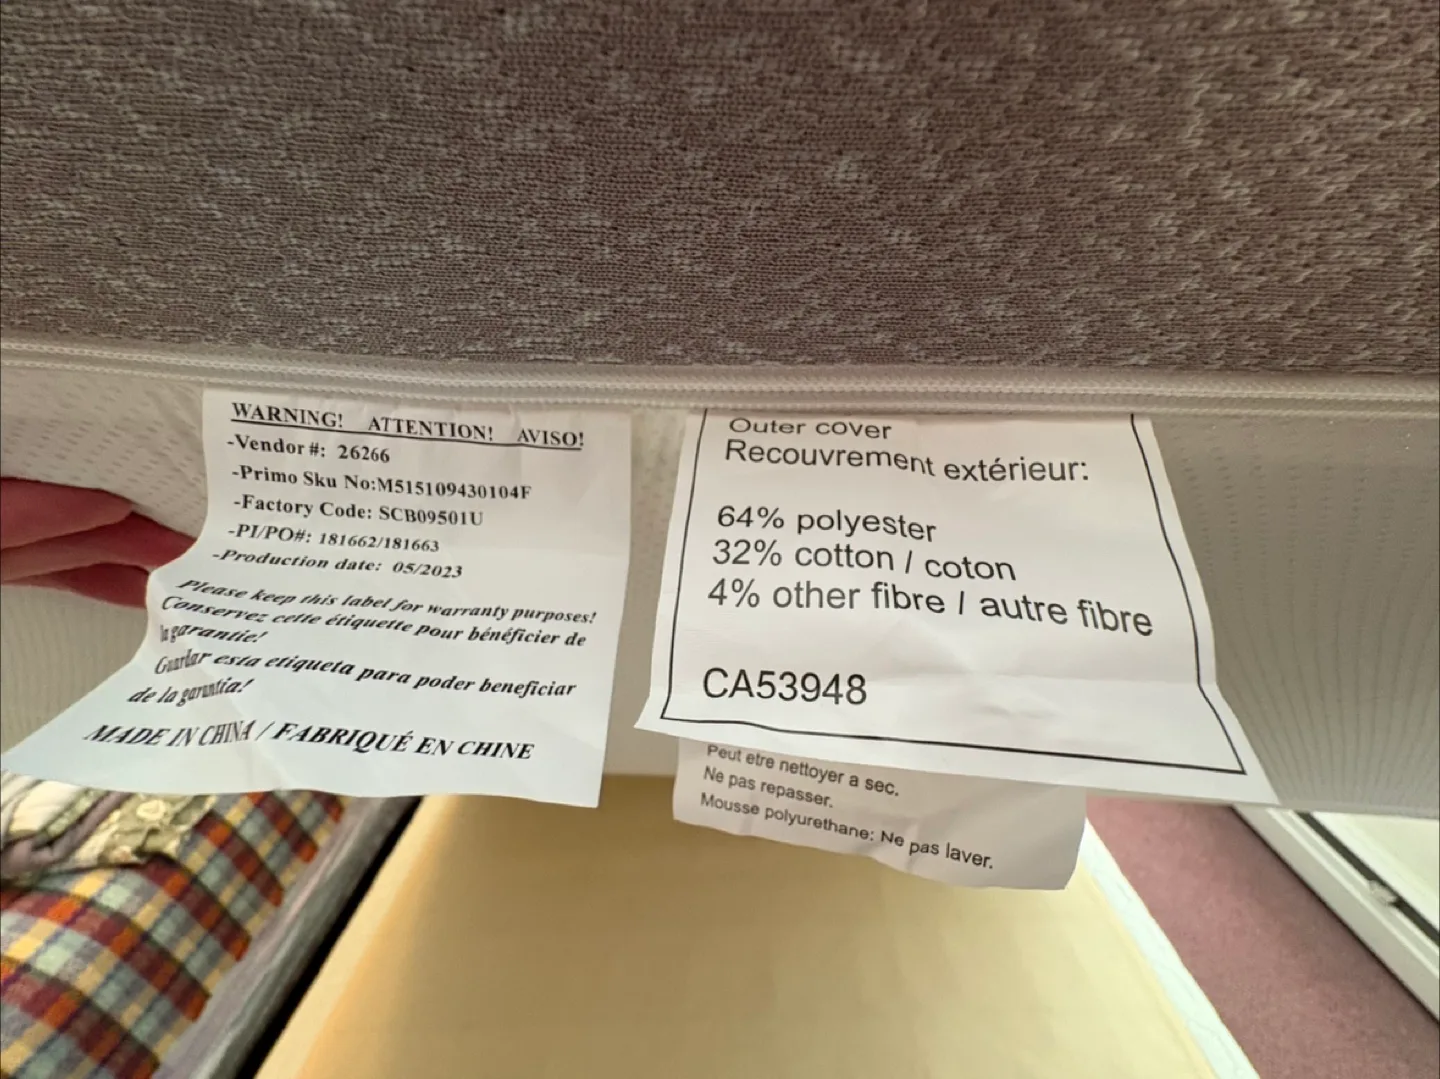 WARNING! ATTENTION! AVISO!
-Vendor #: 26266
-Primo Sku No:M515109430104F
-Factory Code: SCB09501U
-PI/PO#: 181662/181663
-Production date: 05/2023
Please keep this label for warranty purposes!
Conservez cette étiquette pour bénéficier de
la garantie!
Guardar esta etiqueta para poder beneficiar
de la garantia!
MADE IN CHINA / FABRIQUÉ EN CHINE
Outer cover
Recouvrement extérieur:
64% polyester
32% cotton / coton
4% other fibre / autre fibre
CA53948
Peut etre nettoyer a sec.
Ne pas repasser.
Mousse polyurethane: Ne pas laver.